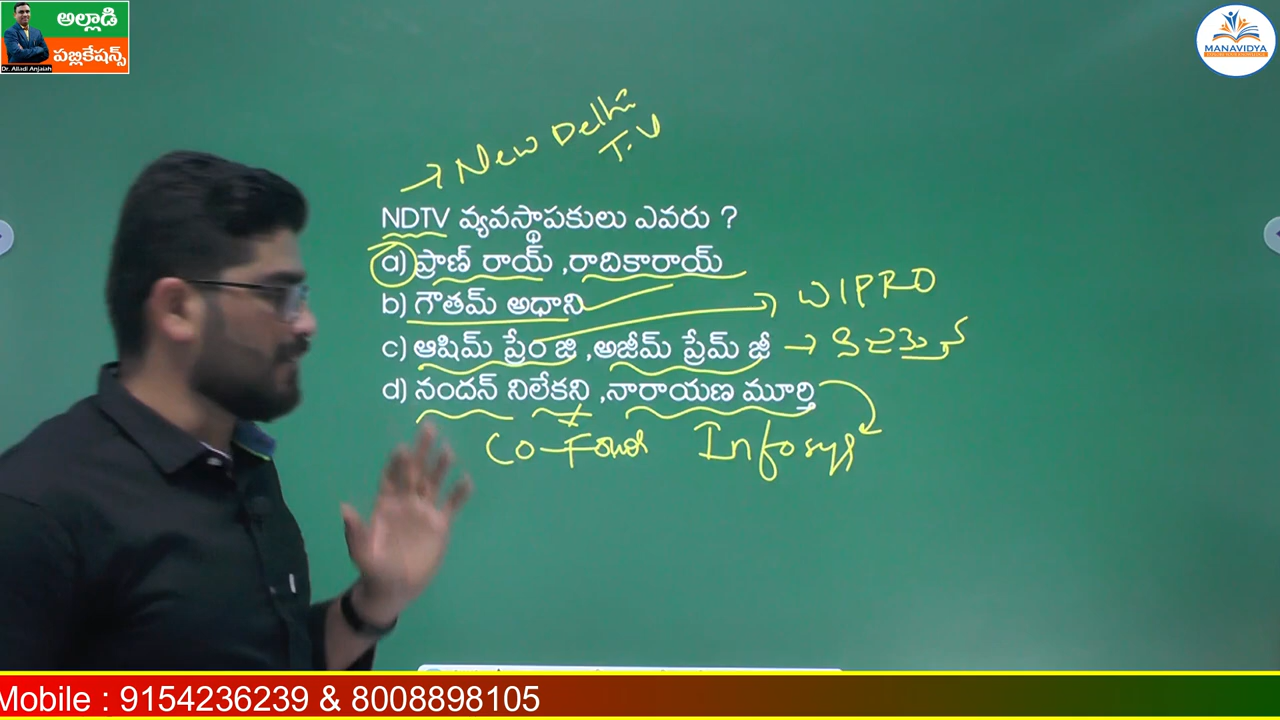 అల్లాడి
పబ్లికేషన్స్
Dr. Alladi Anjaiah
MANAVIDYA
→ New Delhi
T.V
NDTV వ్యవస్థాపకులు ఎవరు ?
a) ప్రాణ్ రాయ్ ,రాదికారాయ్
b) గౌతమ్ అధాని
c) ఆషిమ్ ప్రేం జి ,అజీమ్ ప్రేమ్ జీ →
WIPRO
d) నందన్ నిలేకని ,నారాయణ మూర్తి
Co-Found Infosys
Mobile : 9154236239 & 8008898105